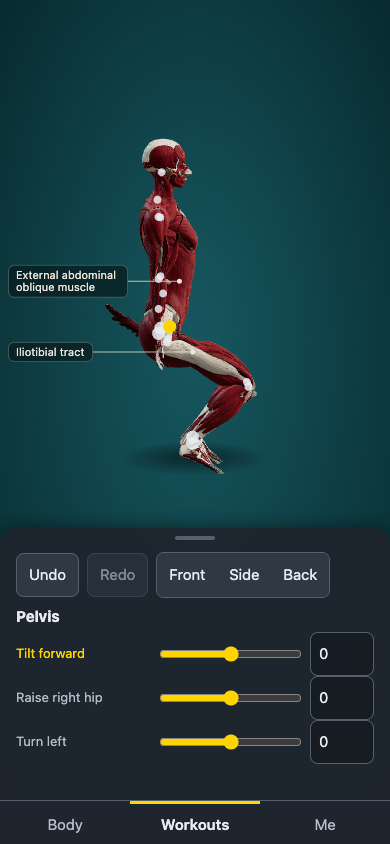 External abdominal
oblique muscle
Iliotibial tract
Undo
Redo
Front
Side
Back
Pelvis
Tilt forward
0
Raise right hip
0
Turn left
0
Body
Workouts
Me